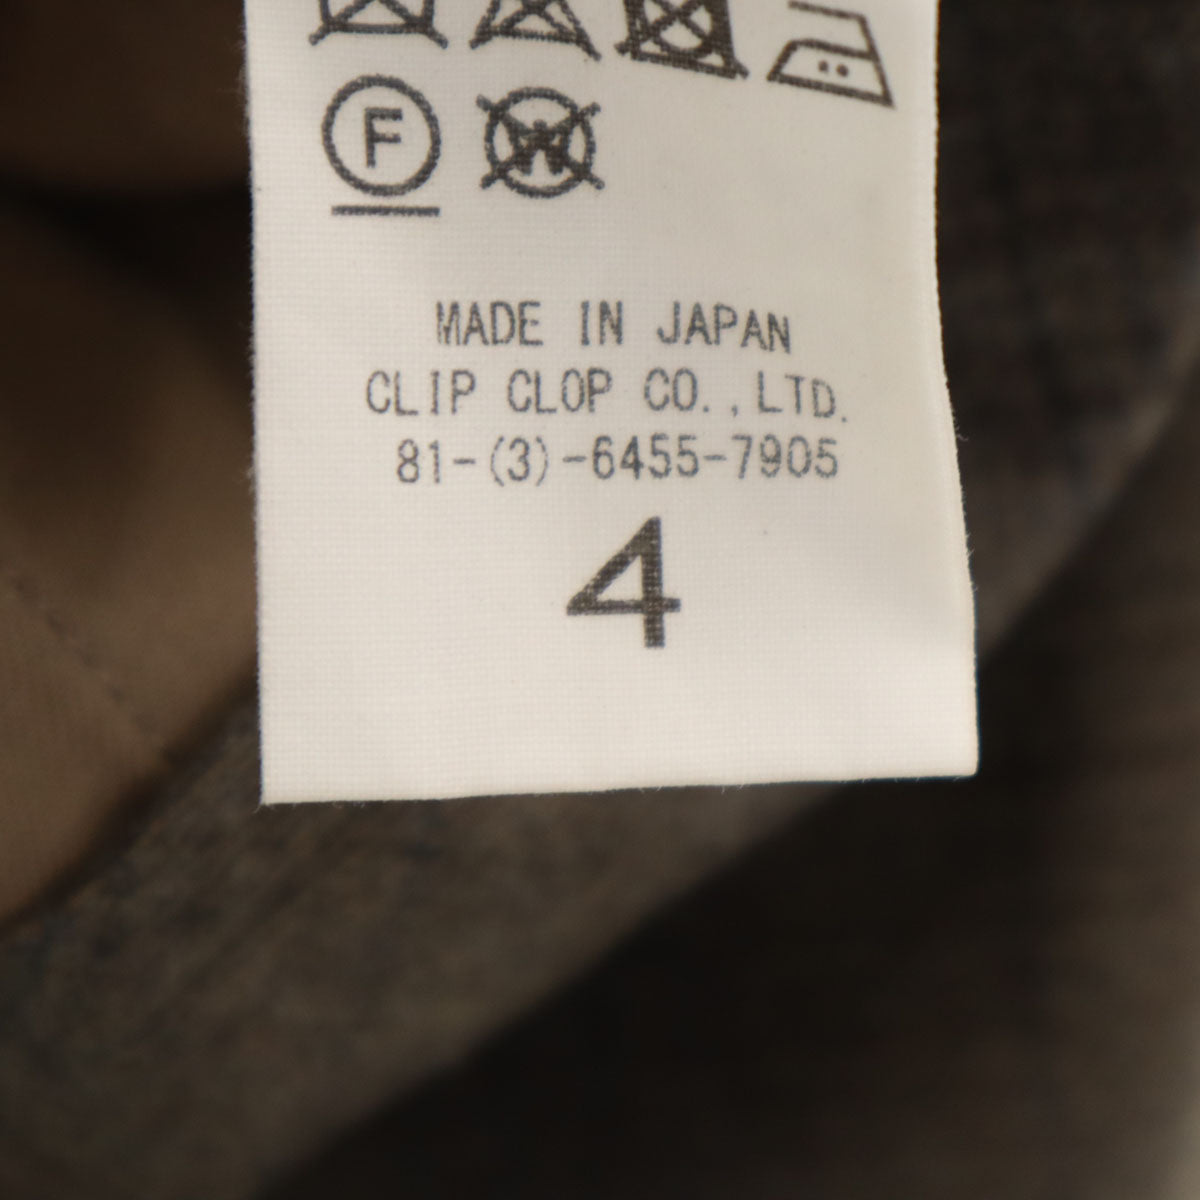 F W
MADE IN JAPAN
CLIP CLOP CO.,LTD.
81-(3)-6455-7905
4